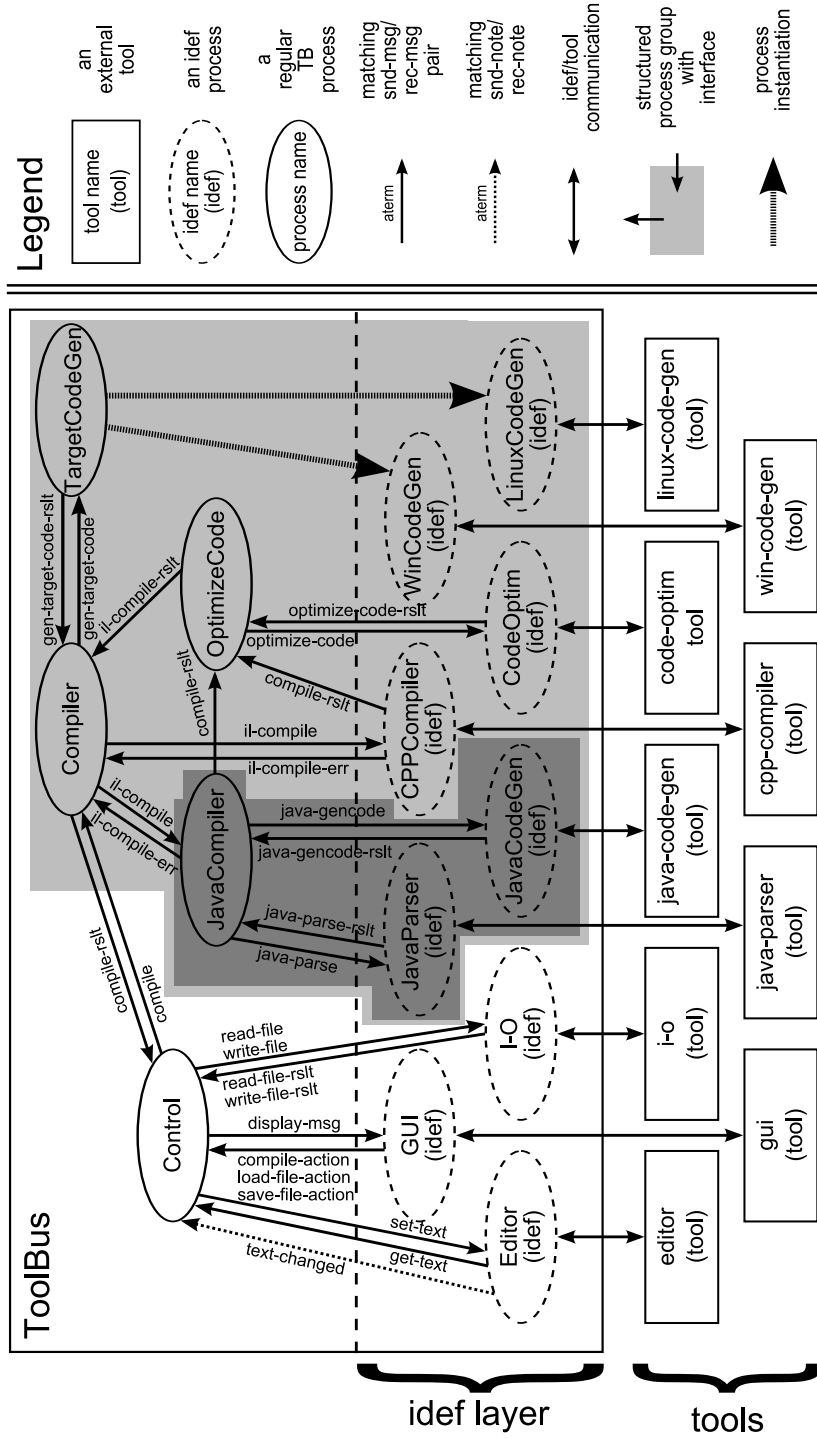 ToolBus
Control
Compiler
TargetCodeGen
JavaCompiler
OptimizeCode
compile-rslt
compile
il-compile
il-compile-err
il-compile
il-compile-err
gen-target-code-rslt
gen-target-code
il-compile-rslt
compile-rslt
compile-rslt
optimize-code-rslt
optimize-code
java-gencode
java-gencode-rslt
java-parse-rslt
java-parse
read-file
write-file
read-file-rslt
write-file-rslt
display-msg
compile-action
load-file-action
save-file-action
set-text
get-text
text-changed
GUI
(idef)
JavaParser
(idef)
CPPCompiler
(idef)
WinCodeGen
(idef)
Editor
(idef)
I-O
(idef)
JavaCodeGen
(idef)
CodeOptim
(idef)
LinuxCodeGen
(idef)
editor
(tool)
i-o
(tool)
java-code-gen
(tool)
code-optim
tool
linux-code-gen
(tool)
gui
(tool)
java-parser
(tool)
cpp-compiler
(tool)
win-code-gen
(tool)
idef layer
tools
Legend
tool name
(tool)
an
external
tool
idef name
(idef)
an idef
process
process name
a
regular
TB
process
aterm
matching
snd-msg/
rec-msg
pair
aterm
matching
snd-note/
rec-note
idef/tool
communication
structured
process group
with
interface
process
instantiation